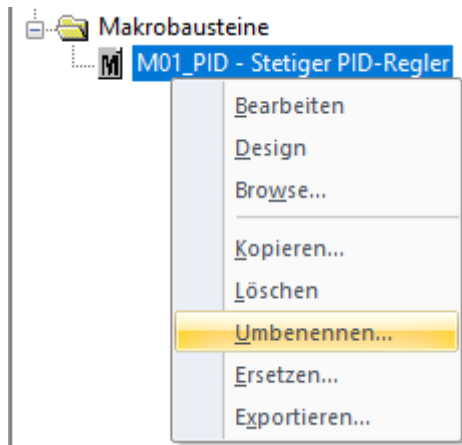 Makrobausteine
M01_PID - Stetiger PID-Regler
Bearbeiten
Design
Browse...
Kopieren...
Löschen
Umbenennen...
Ersetzen...
Exportieren...